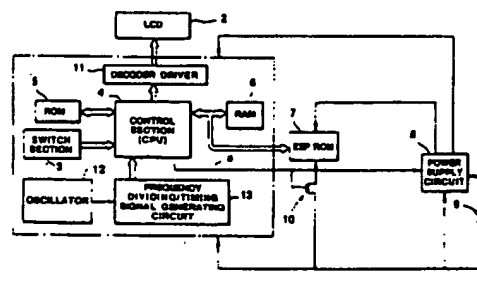 LCD
2
11
DECODER DRIVER
4
5
6
ROM
CONTROL
SECTION
(CPU)
RAM
7
SWITCH
SECTION
3
12
EEP ROM
8
POWER
SUPPLY
CIRCUIT
OSCILLATOR
FREQUENCY
DIVIDING/TIMING
SIGNAL GENERATING
CIRCUIT
13
10
9